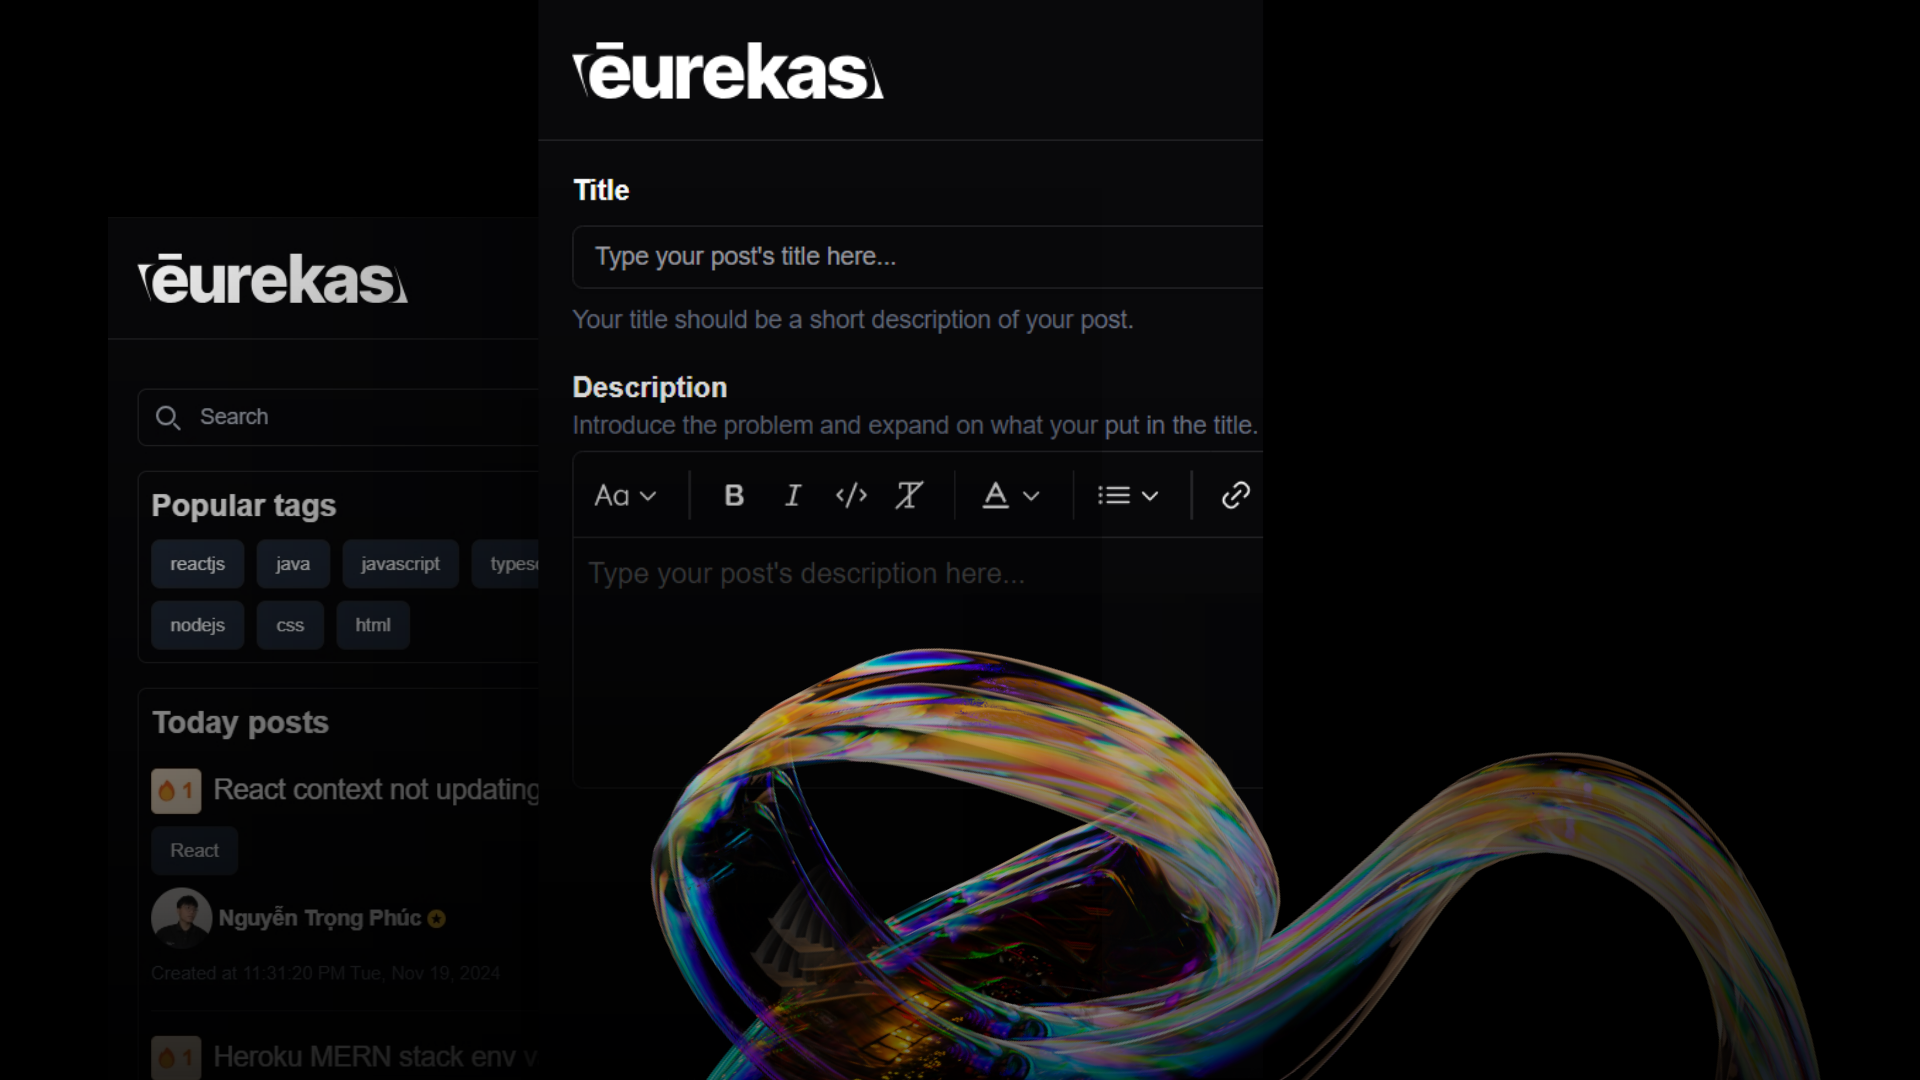 ēurekas
Search
Popular tags
reactjs java javascript typesc
nodejs css html
Today posts
1 React context not updating
React
Nguyễn Trọng Phúc
Created at 11:31:20 PM Tue, Nov 19, 2024
1 Heroku MERN stack env v
ēurekas
Title
Type your post's title here...
Your title should be a short description of your post.
Description
Introduce the problem and expand on what your put in the title.
Aa B I </> T A
Type your post's description here...